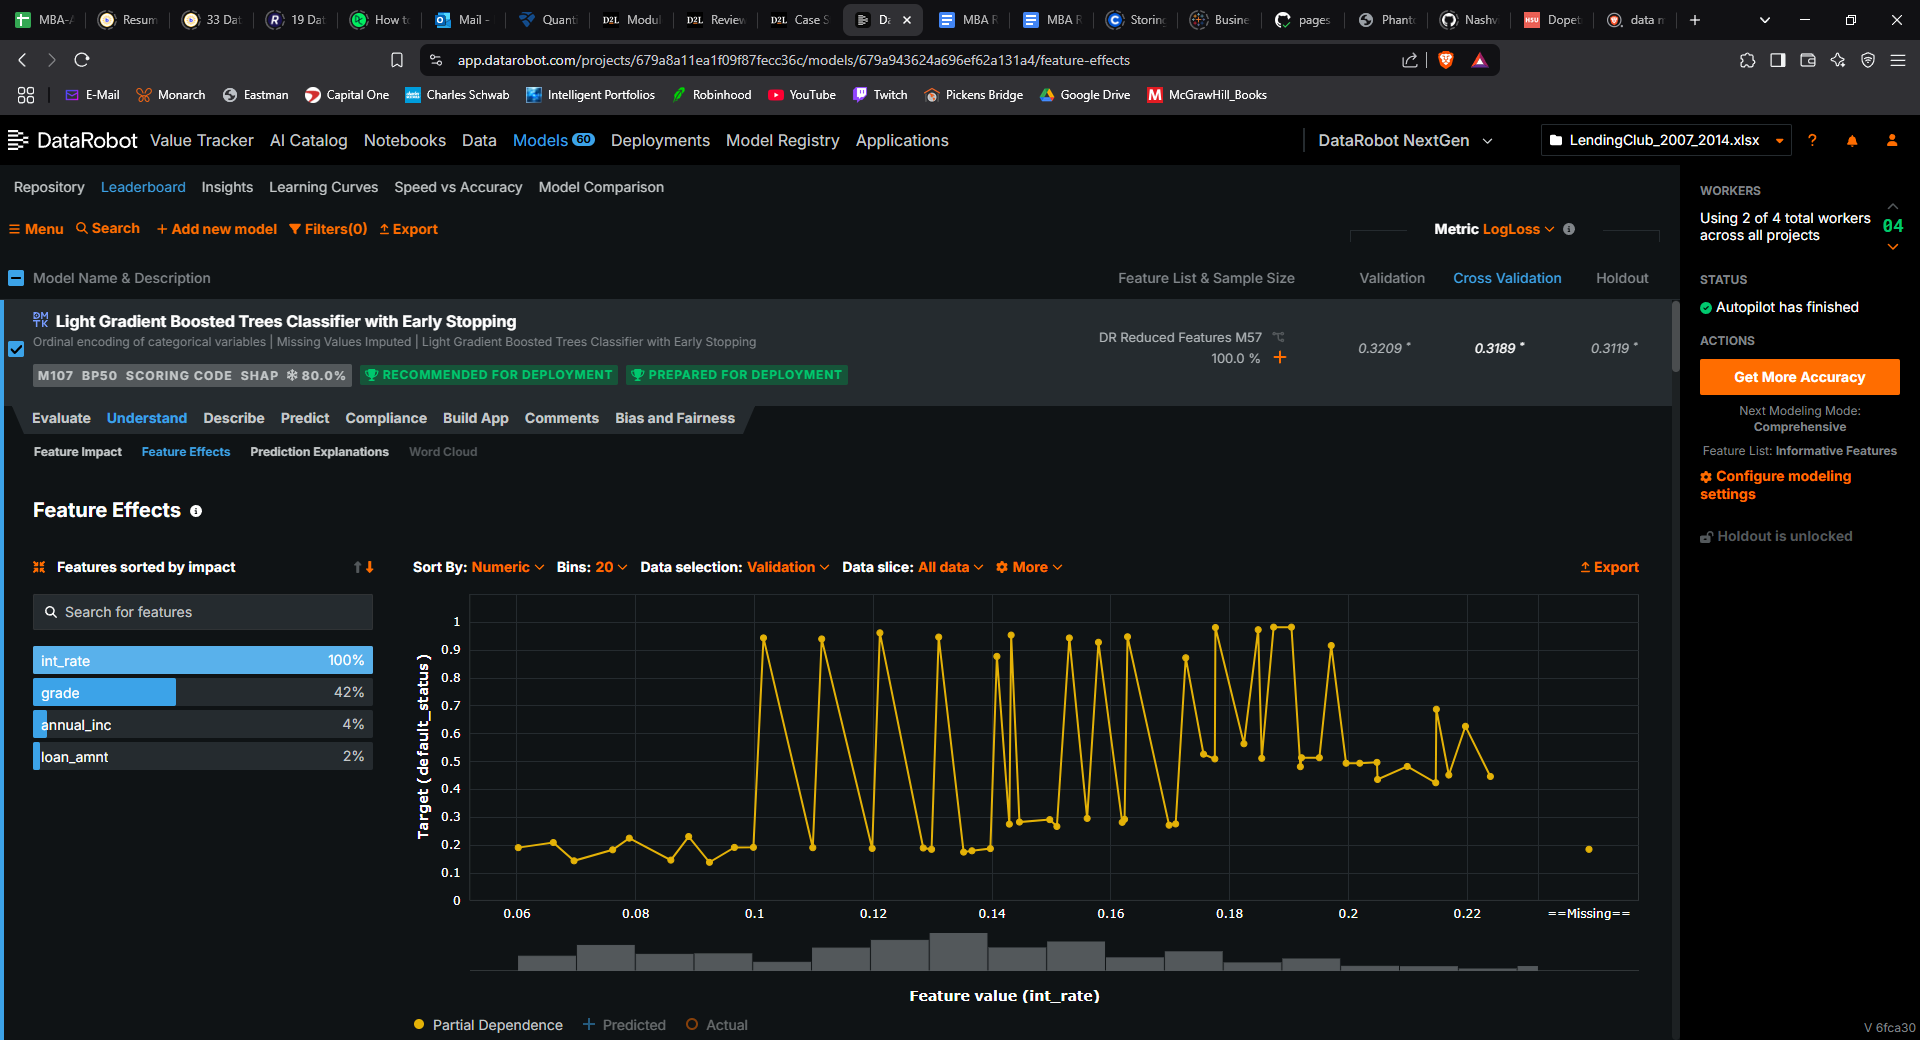 MBA-A
Resum
33 Dat
19 Dat
How to
Mail -
Quanti
D2L Modul
D2L Review
D2L Case S
Da
MBA R
MBA R
Storing
Busine
pages
Phanto
Nashv
HSU Dopet
data m
app.datarobot.com/projects/679a8a11ea1f09f87fecc36c/models/679a943624a696ef62a131a4/feature-effects
E-Mail Monarch Eastman Capital One Charles Schwab Intelligent Portfolios Robinhood YouTube Twitch Pickens Bridge Google Drive McGrawHill_Books
DataRobot Value Tracker AI Catalog Notebooks Data Models 60 Deployments Model Registry Applications DataRobot NextGen LendingClub_2007_2014.xlsx ?
Repository Leaderboard Insights Learning Curves Speed vs Accuracy Model Comparison
Menu Search + Add new model Filters(0) Export Metric LogLoss
Model Name & Description Feature List & Sample Size Validation Cross Validation Holdout
DM TK Light Gradient Boosted Trees Classifier with Early Stopping
Ordinal encoding of categorical variables | Missing Values Imputed | Light Gradient Boosted Trees Classifier with Early Stopping
DR Reduced Features M57
100.0 % +
0.3209 * 0.3189 * 0.3119 *
M107 BP50 SCORING CODE SHAP 80.0% RECOMMENDED FOR DEPLOYMENT PREPARED FOR DEPLOYMENT
Evaluate Understand Describe Predict Compliance Build App Comments Bias and Fairness
Feature Impact Feature Effects Prediction Explanations Word Cloud
Feature Effects
Features sorted by impact
Search for features
int_rate 100%
grade 42%
annual_inc 4%
loan_amnt 2%
Sort By: Numeric Bins: 20 Data selection: Validation Data slice: All data More Export
Target (default_status)
1
0.9
0.8
0.7
0.6
0.5
0.4
0.3
0.2
0.1
0
0.06 0.08 0.1 0.12 0.14 0.16 0.18 0.2 0.22 ==Missing==
Feature value (int_rate)
Partial Dependence Predicted Actual
WORKERS
Using 2 of 4 total workers
across all projects
04
STATUS
Autopilot has finished
ACTIONS
Get More Accuracy
Next Modeling Mode:
Comprehensive
Feature List: Informative Features
Configure modeling
settings
Holdout is unlocked
V 6fca30